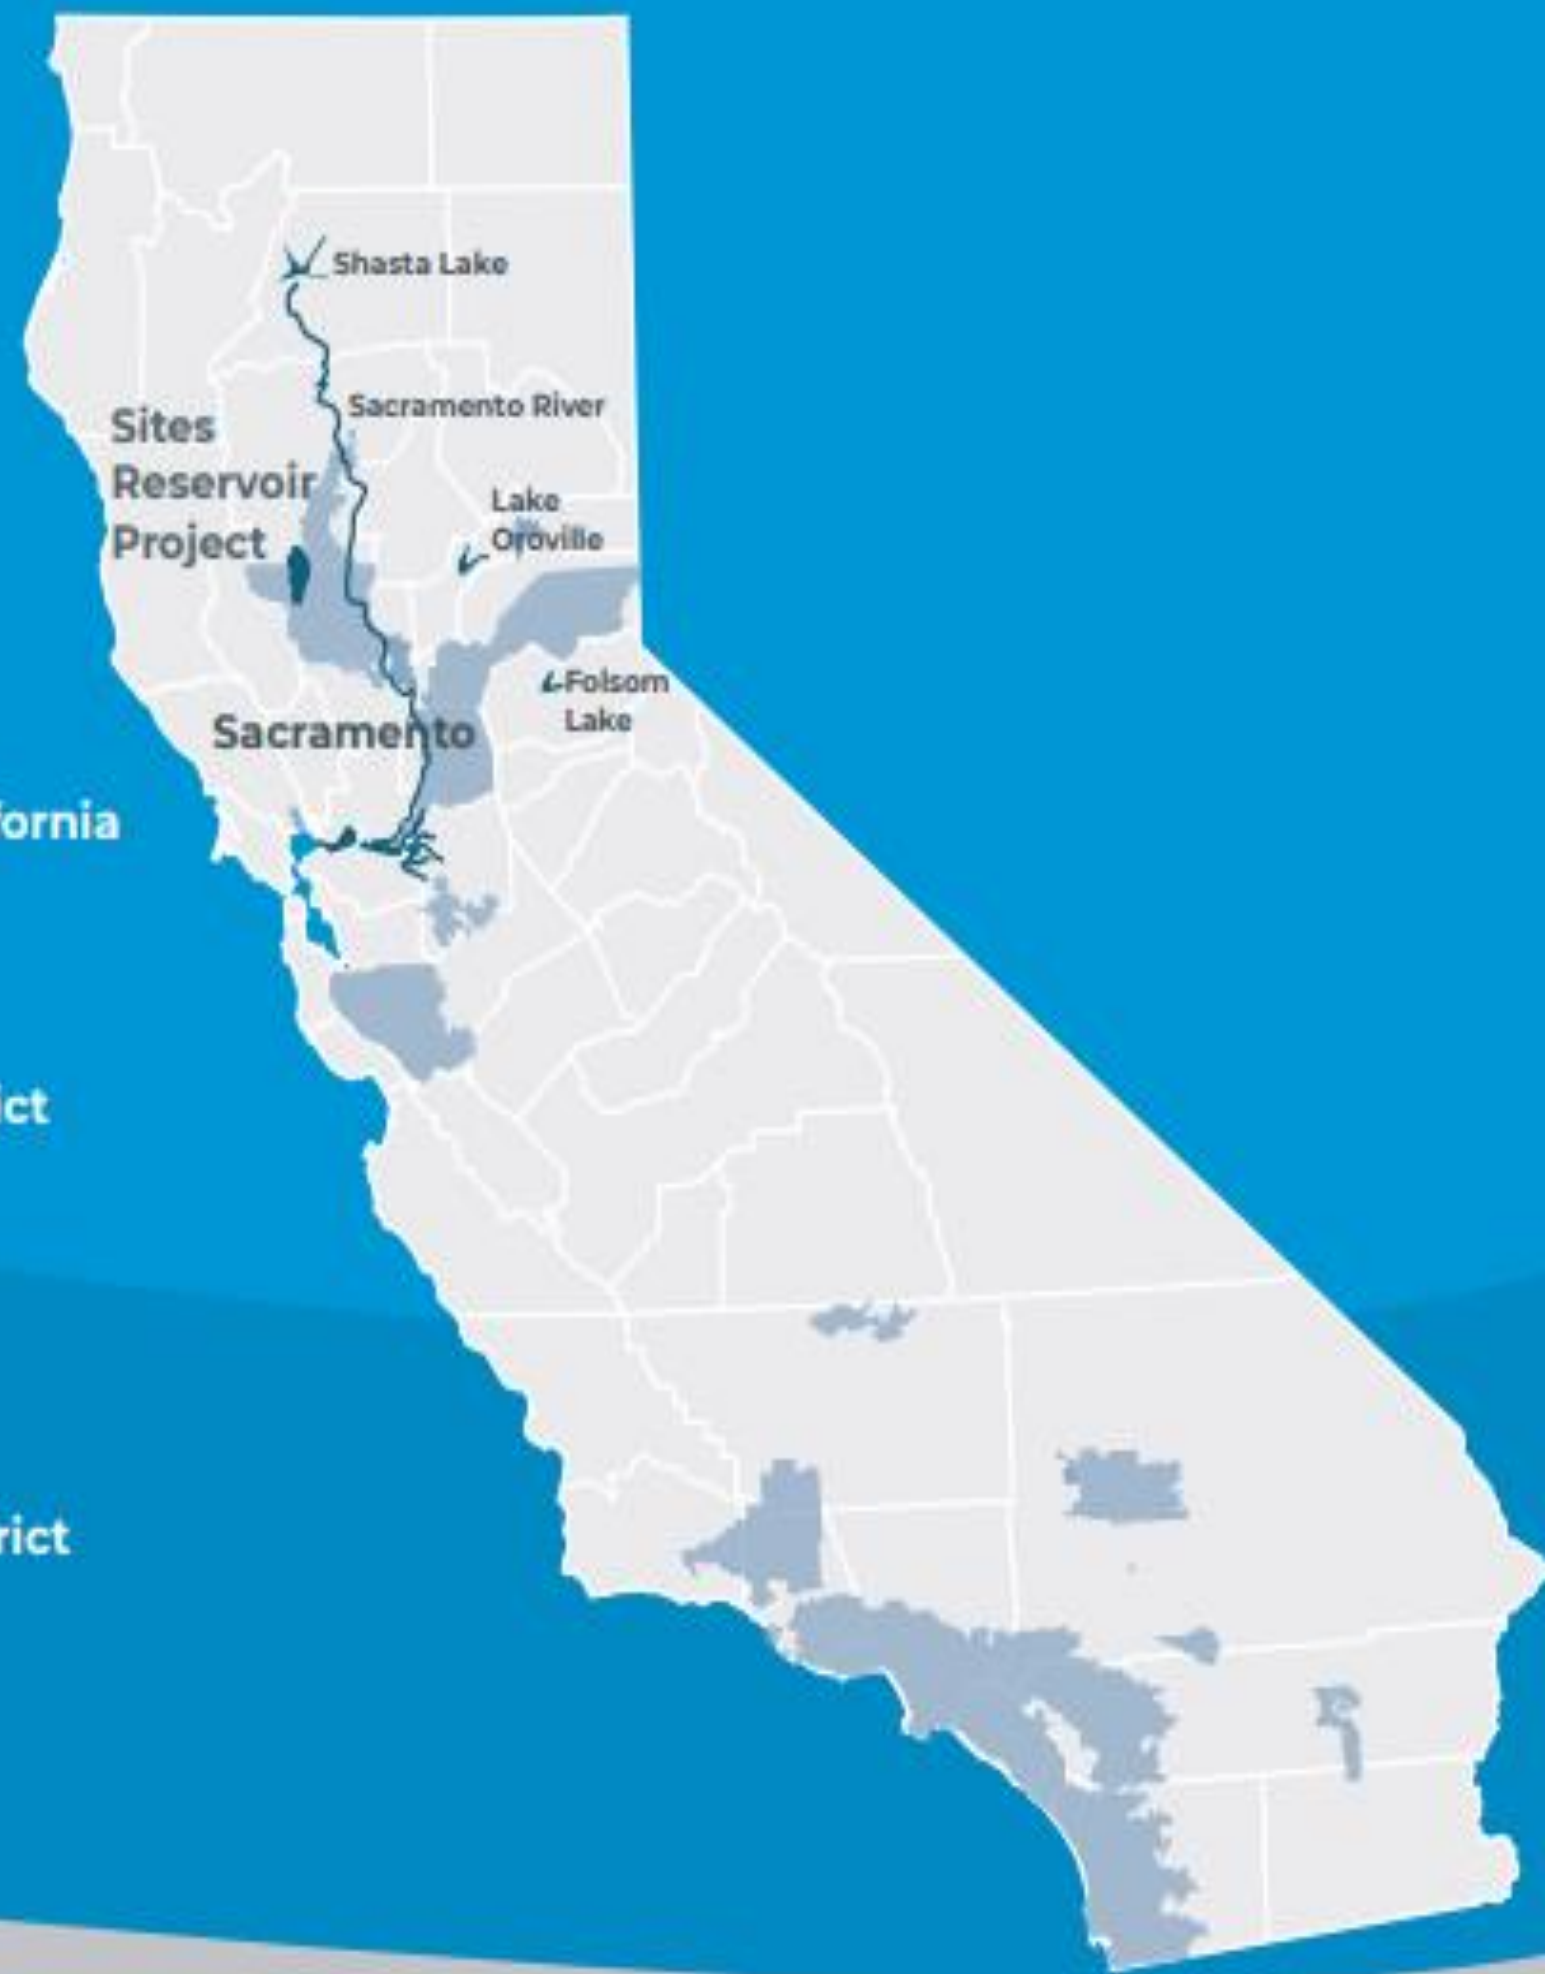 Shasta Lake
Sacramento River
Sites
Reservoir
Project
Lake
Oroville
Folsom
Lake
Sacramento
fornia
ict
rict